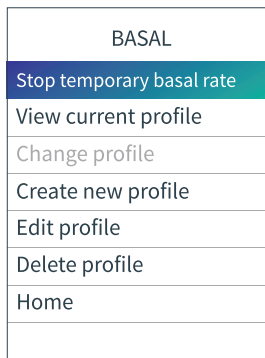 BASAL
Stop temporary basal rate
View current profile
Change profile
Create new profile
Edit profile
Delete profile
Home